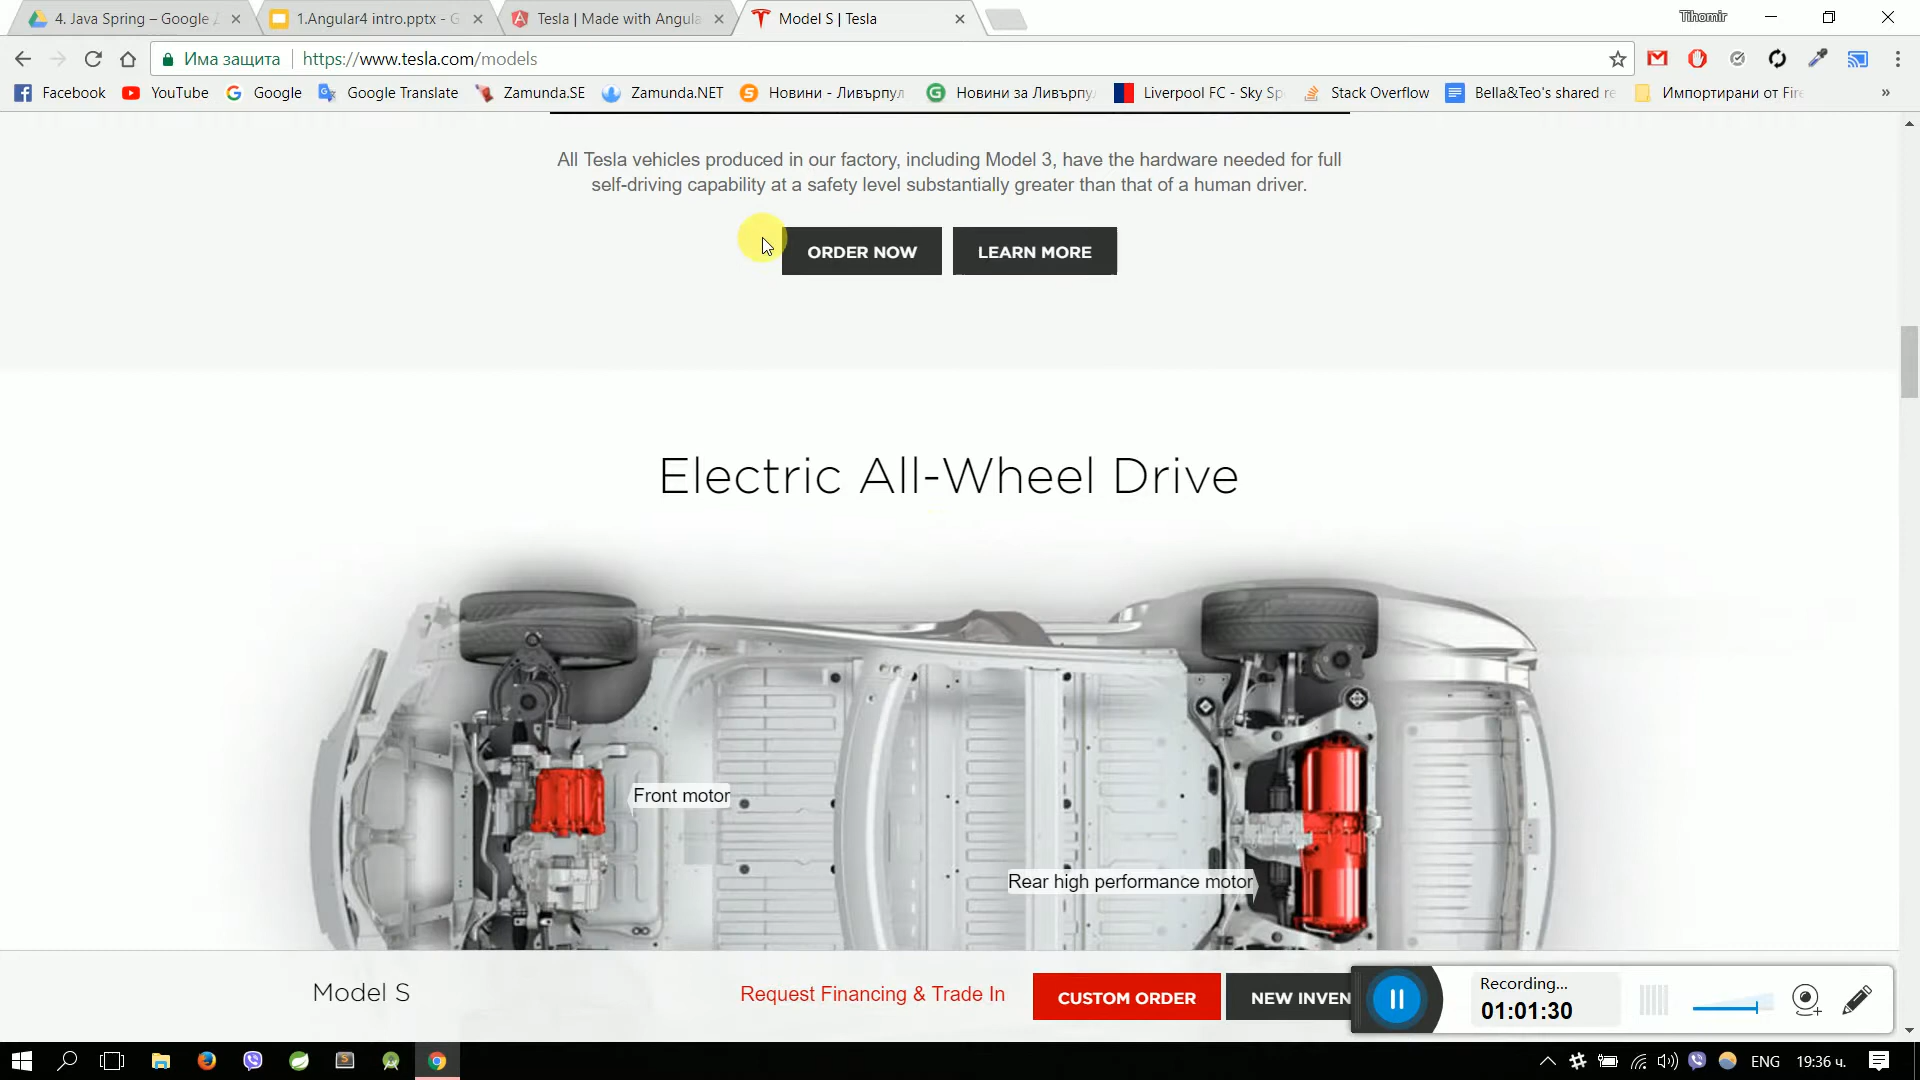 4. Java Spring – Google
1.Angular4 intro.pptx - G
Tesla | Made with Angula
Model S | Tesla
Tihomir
Има защита
https://www.tesla.com/models
Facebook
YouTube
Google
Google Translate
Zamunda.SE
Zamunda.NET
Новини - Ливърпул
Новини за Ливърпу
Liverpool FC - Sky Sp
Stack Overflow
Bella&Teo's shared re
Импортирани от Fire
»
All Tesla vehicles produced in our factory, including Model 3, have the hardware needed for full
self-driving capability at a safety level substantially greater than that of a human driver.
ORDER NOW
LEARN MORE
Electric All-Wheel Drive
Front motor
Rear high performance motor
Model S
Request Financing & Trade In
CUSTOM ORDER
NEW INVEN
Recording...
01:01:30
ENG
19:36 ч.